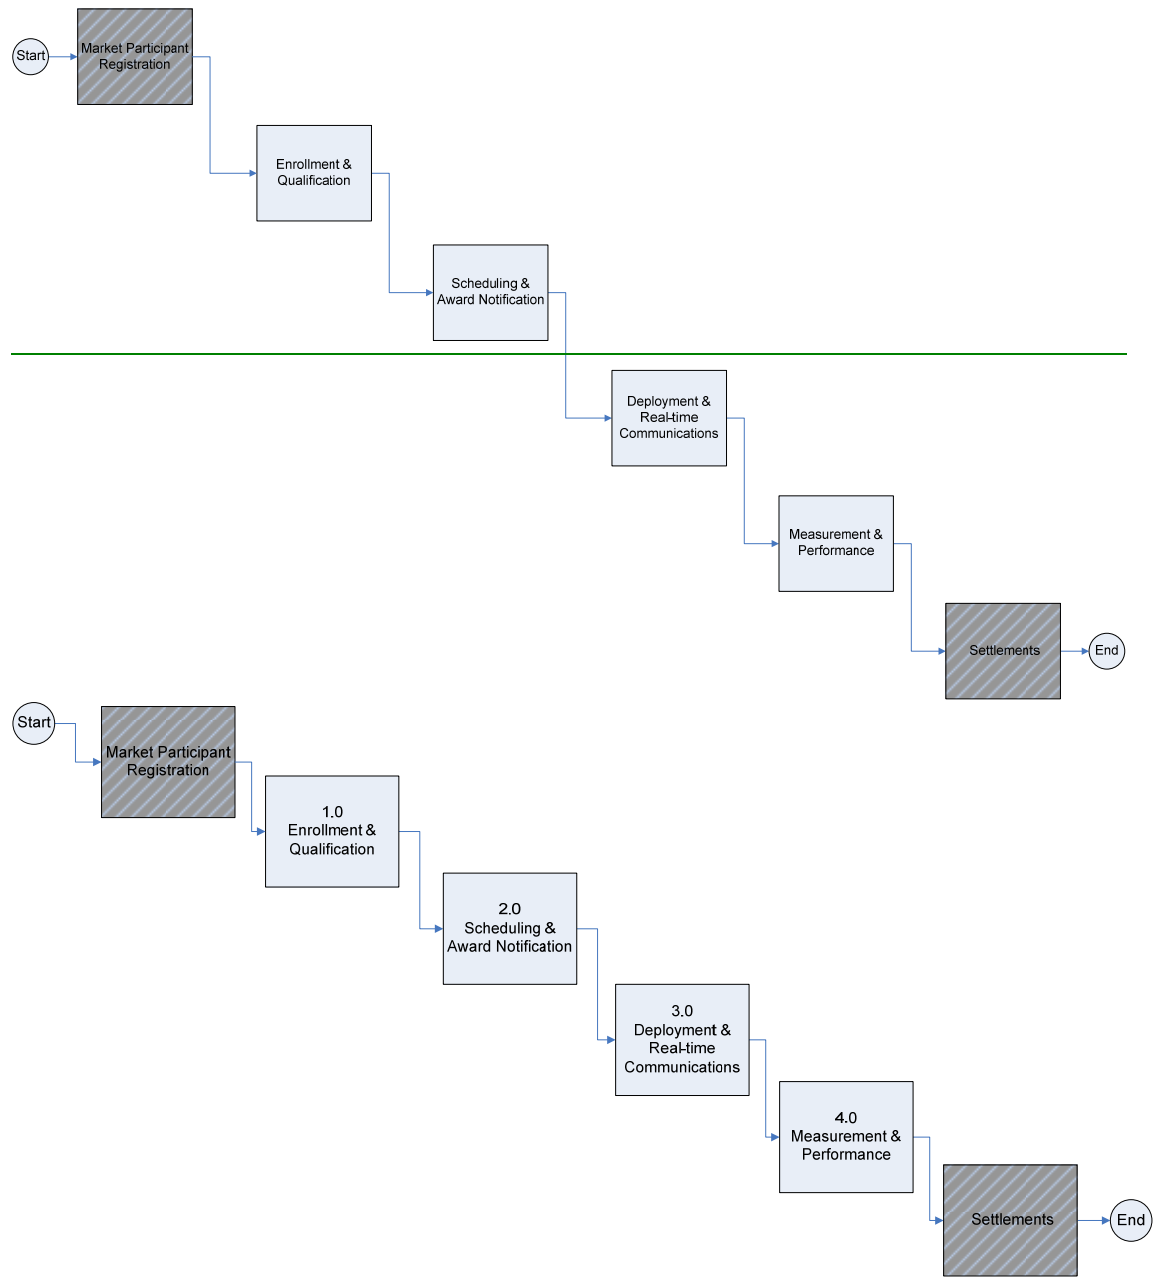 Start
Market Participant
Registration
Enrollment &
Qualification
Scheduling &
Award Notification
Deployment &
Real-time
Communications
Measurement &
Performance
Settlements
End
Start
Market Participant
Registration
1.0
Enrollment &
Qualification
2.0
Scheduling &
Award Notification
3.0
Deployment &
Real-time
Communications
4.0
Measurement &
Performance
Settlements
End